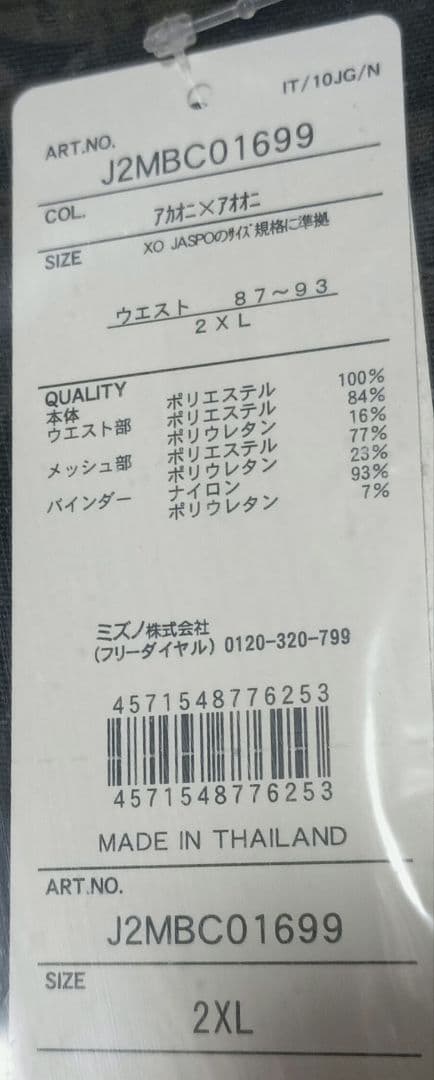 IT/10JG/N
ART.NO.
J2MBC01699
COL. アカオニ×アオオニ
SIZE XO JASPOのサイズ規格に準拠
ウエスト 87~93
2XL
QUALITY
本体 ポリエステル 100%
ウエスト部 ポリエステル 84%
ポリウレタン 16%
メッシュ部 ポリエステル 77%
ポリウレタン 23%
バインダー ナイロン 93%
ポリウレタン 7%
ミズノ株式会社
(フリーダイヤル) 0120-320-799
4571548776253
4571548776253
MADE IN THAILAND
ART.NO.
J2MBC01699
SIZE
2XL